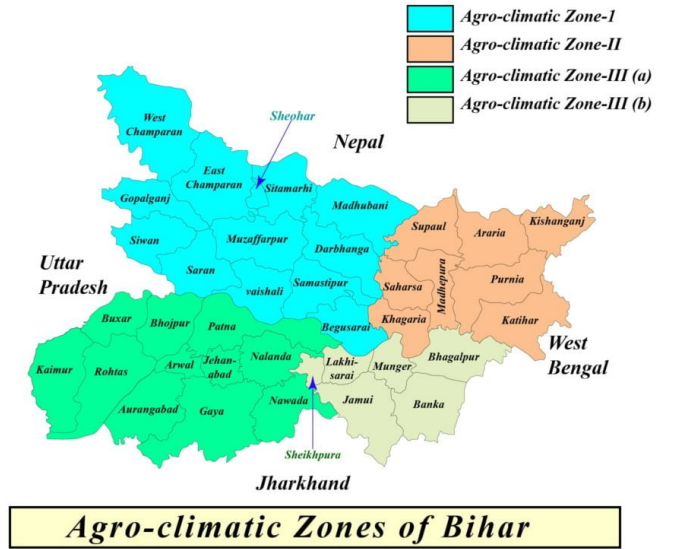 Agro-climatic Zone-1
Agro-climatic Zone-II
Agro-climatic Zone-III (a)
Agro-climatic Zone-III (b)
West
Champaran
Sheohar
Nepal
East
Champaran
Sitamarhi
Gopalganj
Madhubani
Supaul
Araria
Kishanganj
Siwan
Muzaffarpur
Darbhanga
Saran
vaishali
Samastipur
Saharsa
Madhepura
Purnia
Uttar
Pradesh
Buxar
Bhojpur
Patna
Begusarai
Khagaria
Katihar
West
Bengal
Kaimur
Rohtas
Arwal
Jehan-
abad
Nalanda
Lakhi-
sarai
Munger
Bhagalpur
Aurangabad
Gaya
Nawada
Jamui
Banka
Sheikhpura
Jharkhand
Agro-climatic Zones of Bihar